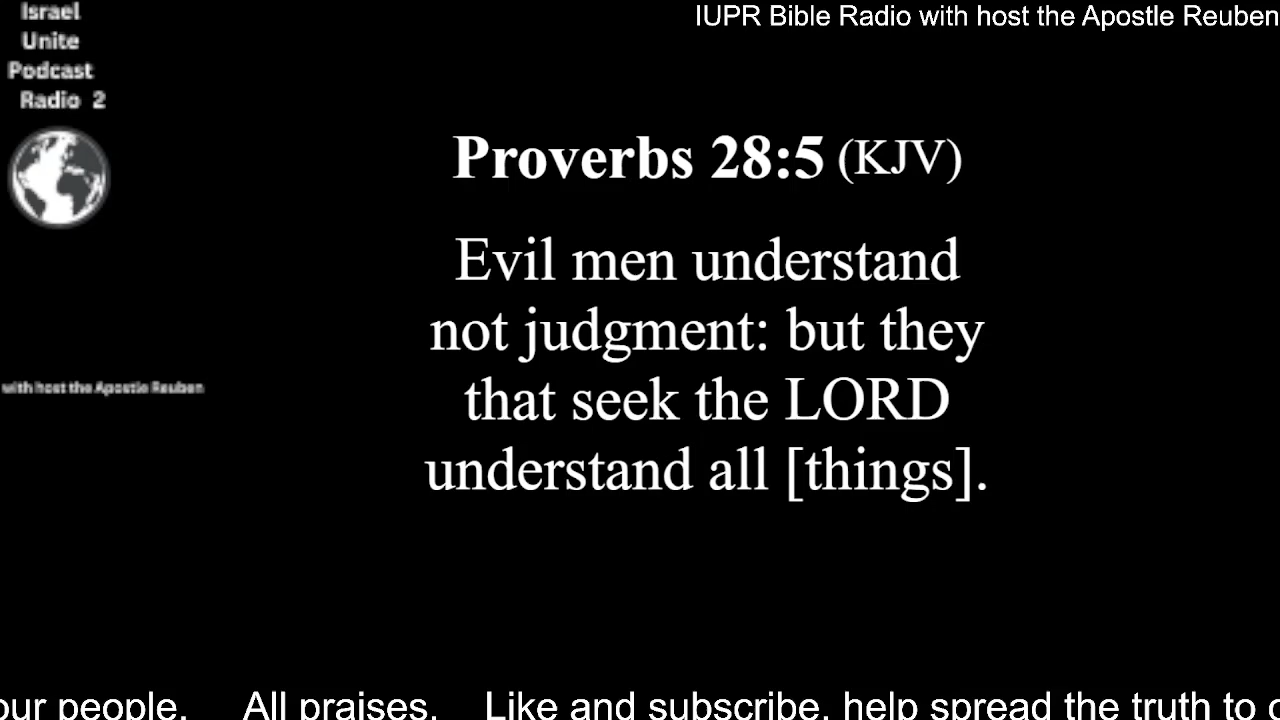 Israel
Unite
Podcast
Radio 2
IUPR Bible Radio with host the Apostle Reuben
Proverbs 28:5 (KJV)
Evil men understand
not judgment: but they
that seek the LORD
understand all [things].
with host the Apostle Reuben
our people. All praises. Like and subscribe, help spread the truth to